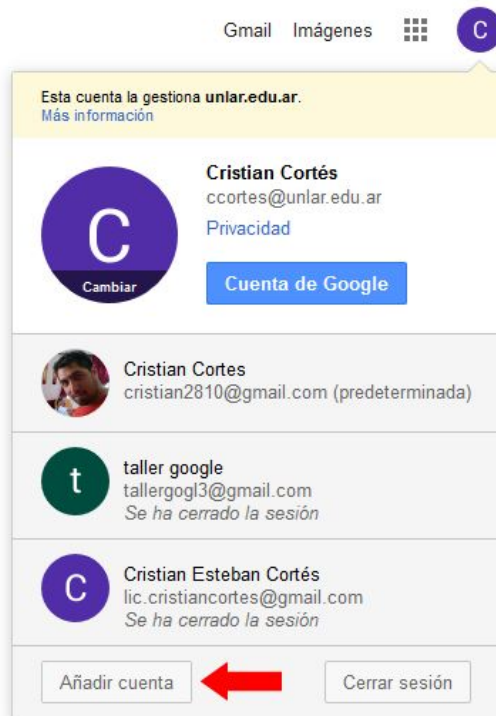 Gmail Imágenes C
Esta cuenta la gestiona unlar.edu.ar.
Más información
C
Cambiar
Cristian Cortés
ccortes@unlar.edu.ar
Privacidad
Cuenta de Google
Cristian Cortes
cristian2810@gmail.com (predeterminada)
t
taller google
tallergogl3@gmail.com
Se ha cerrado la sesión
C
Cristian Esteban Cortés
lic.cristiancortes@gmail.com
Se ha cerrado la sesión
Añadir cuenta Cerrar sesión